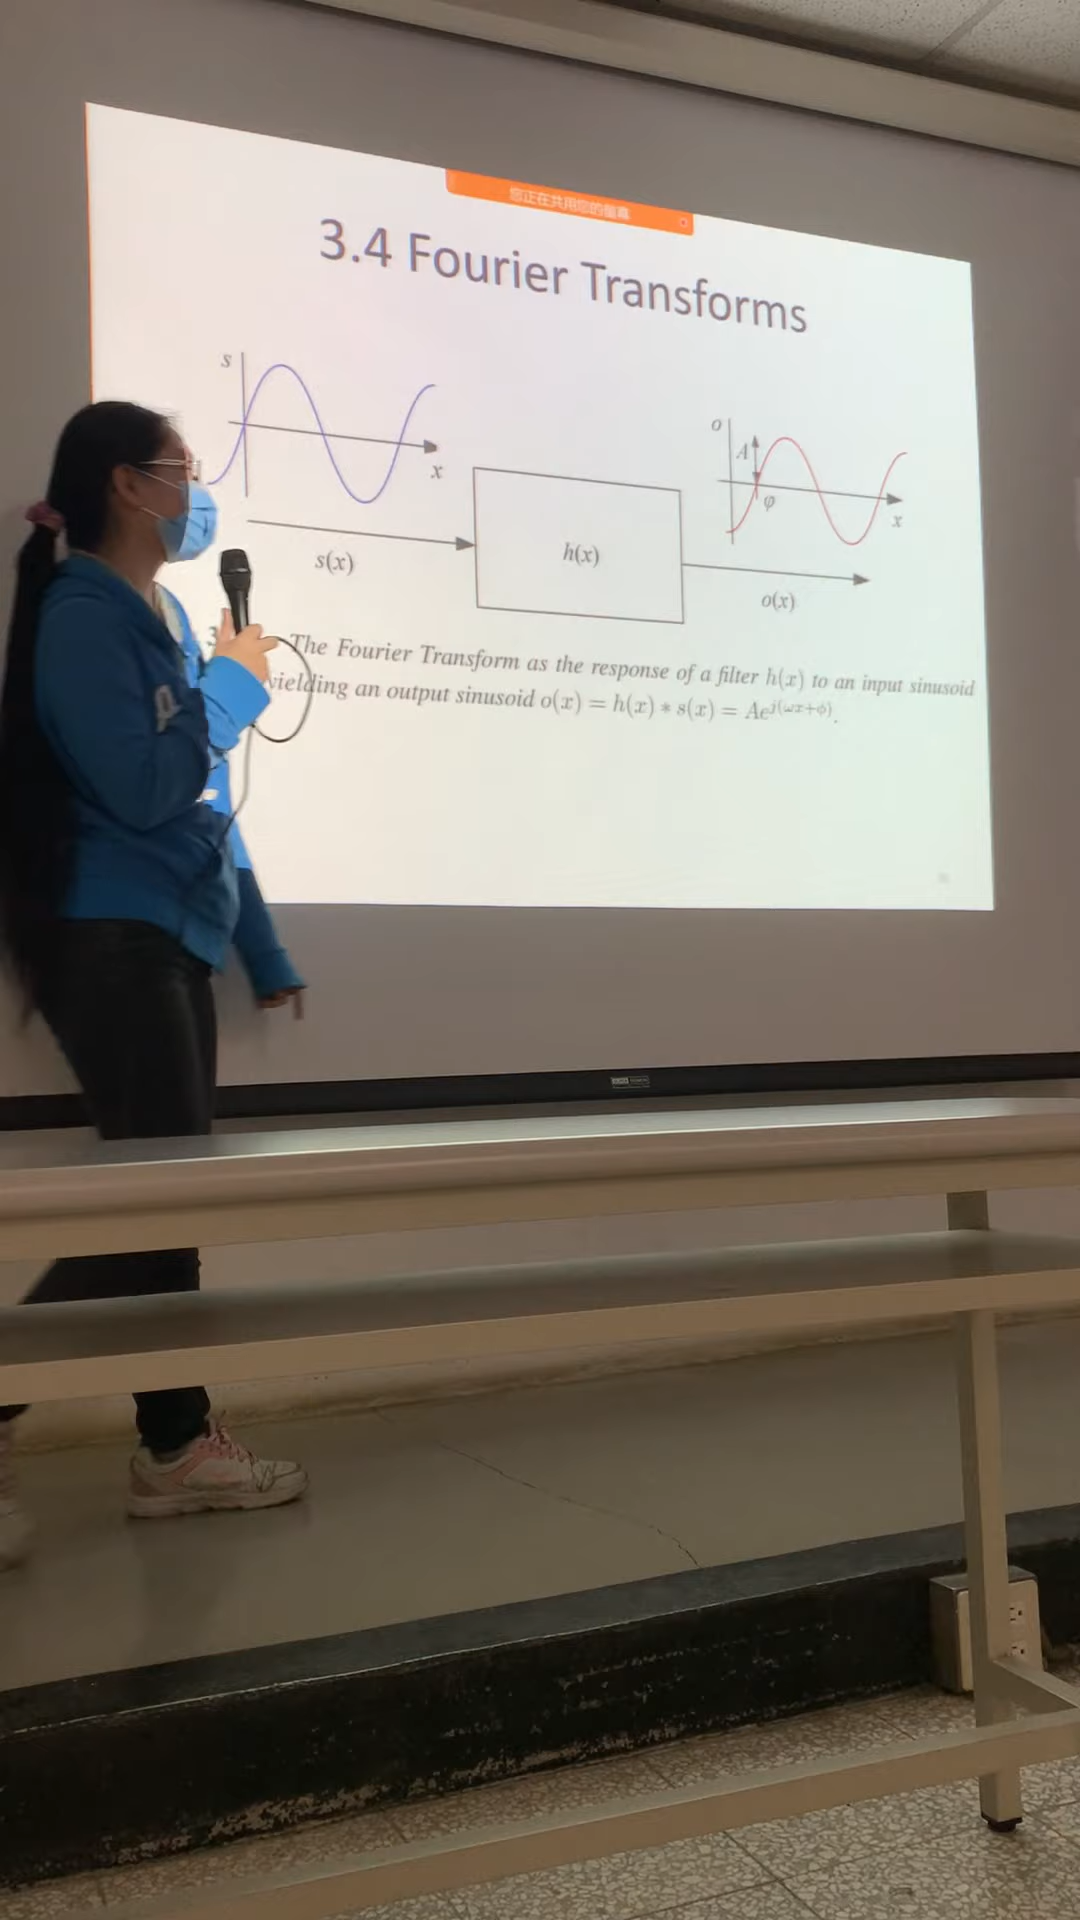 您正在共用您的螢幕
3.4 Fourier Transforms
s
x
s(x)
h(x)
o
A
φ
x
o(x)
3
The Fourier Transform as the response of a filter h(x) to an input sinusoid
yielding an output sinusoid o(x) = h(x) * s(x) = Ae^{j(ωx+ϕ)}.